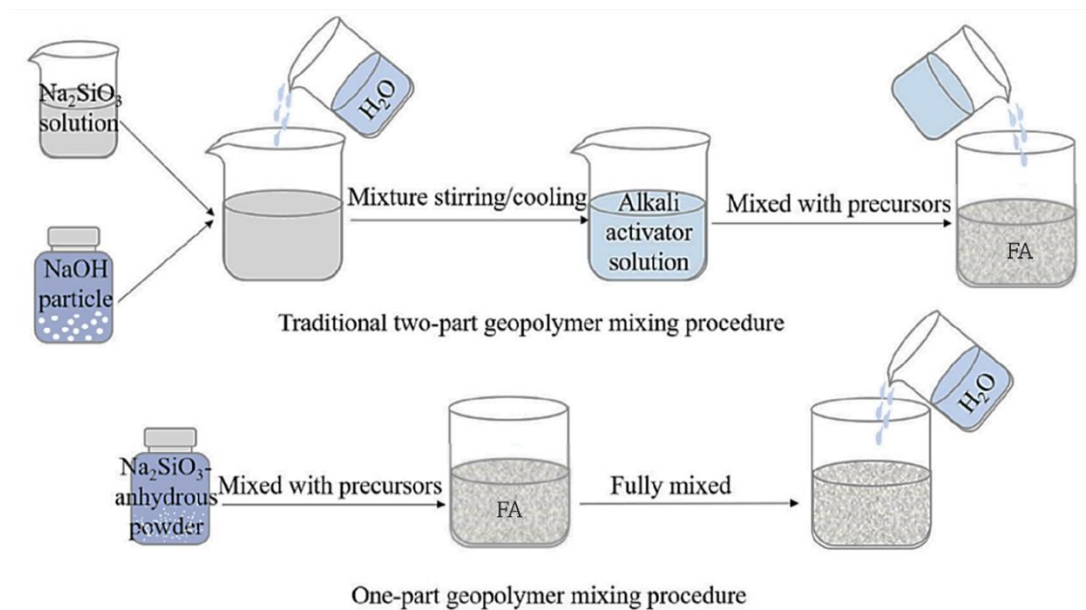 Na₂SiO₃
solution
H₂O
NaOH
particle
Mixture stirring/cooling
Alkali
activator
solution
Mixed with precursors
FA
Traditional two-part geopolymer mixing procedure
Na₂SiO₃-
anhydrous
powder
Mixed with precursors
FA
Fully mixed
H₂O
One-part geopolymer mixing procedure